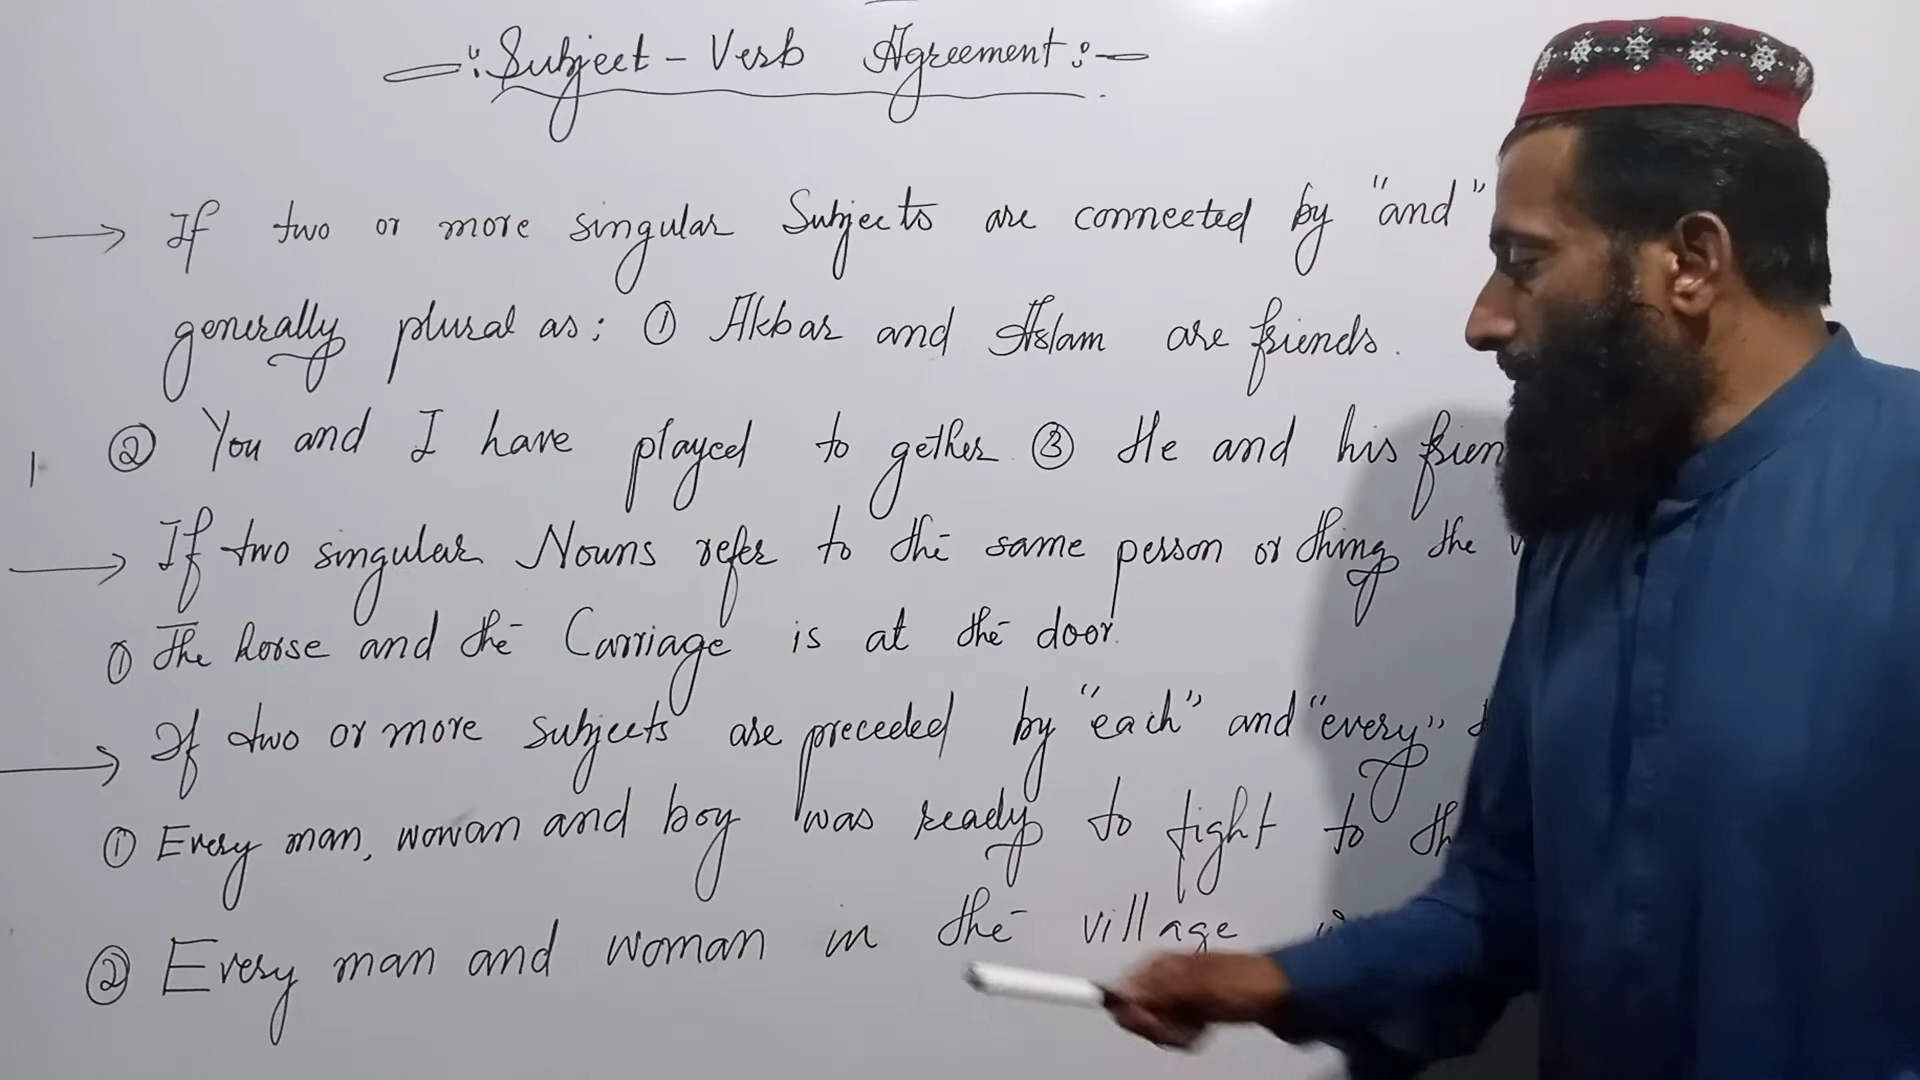 -:Subject - Verb Agreement:-
→ If two or more singular Subjects are connected by "and"
generally plural as: ① Akbar and Aslam are friends.
② You and I have played to gether ③ He and his
→ If two singular Nouns refer to the same person or thing the
① The horse and the Carriage is at the door.
→ If two or more subjects are preceded by "each" and "every"
① Every man, woman and boy was ready to fight to
② Every man and woman in the village